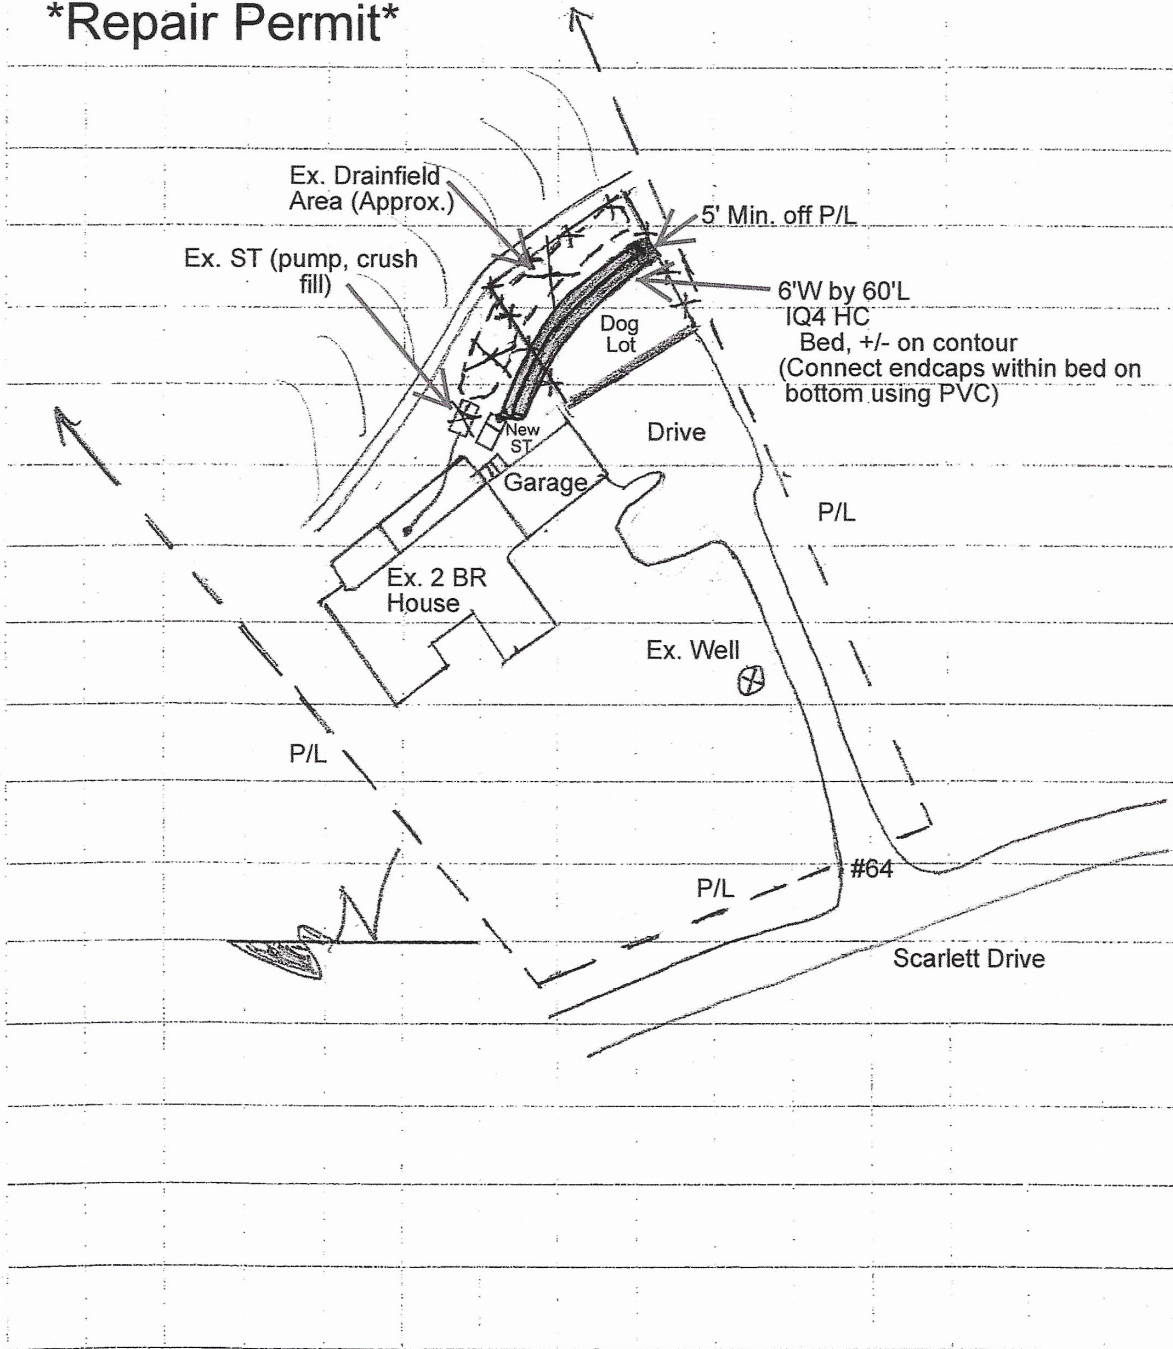 *Repair Permit*
Ex. Drainfield
Area (Approx.)
5' Min. off P/L
Ex. ST (pump, crush
fill)
6'W by 60'L
IQ4 HC
Bed, +/- on contour
(Connect endcaps within bed on
bottom using PVC)
Dog
Lot
New
ST
Drive
Garage
P/L
Ex. 2 BR
House
Ex. Well
P/L
#64
P/L
N
Scarlett Drive